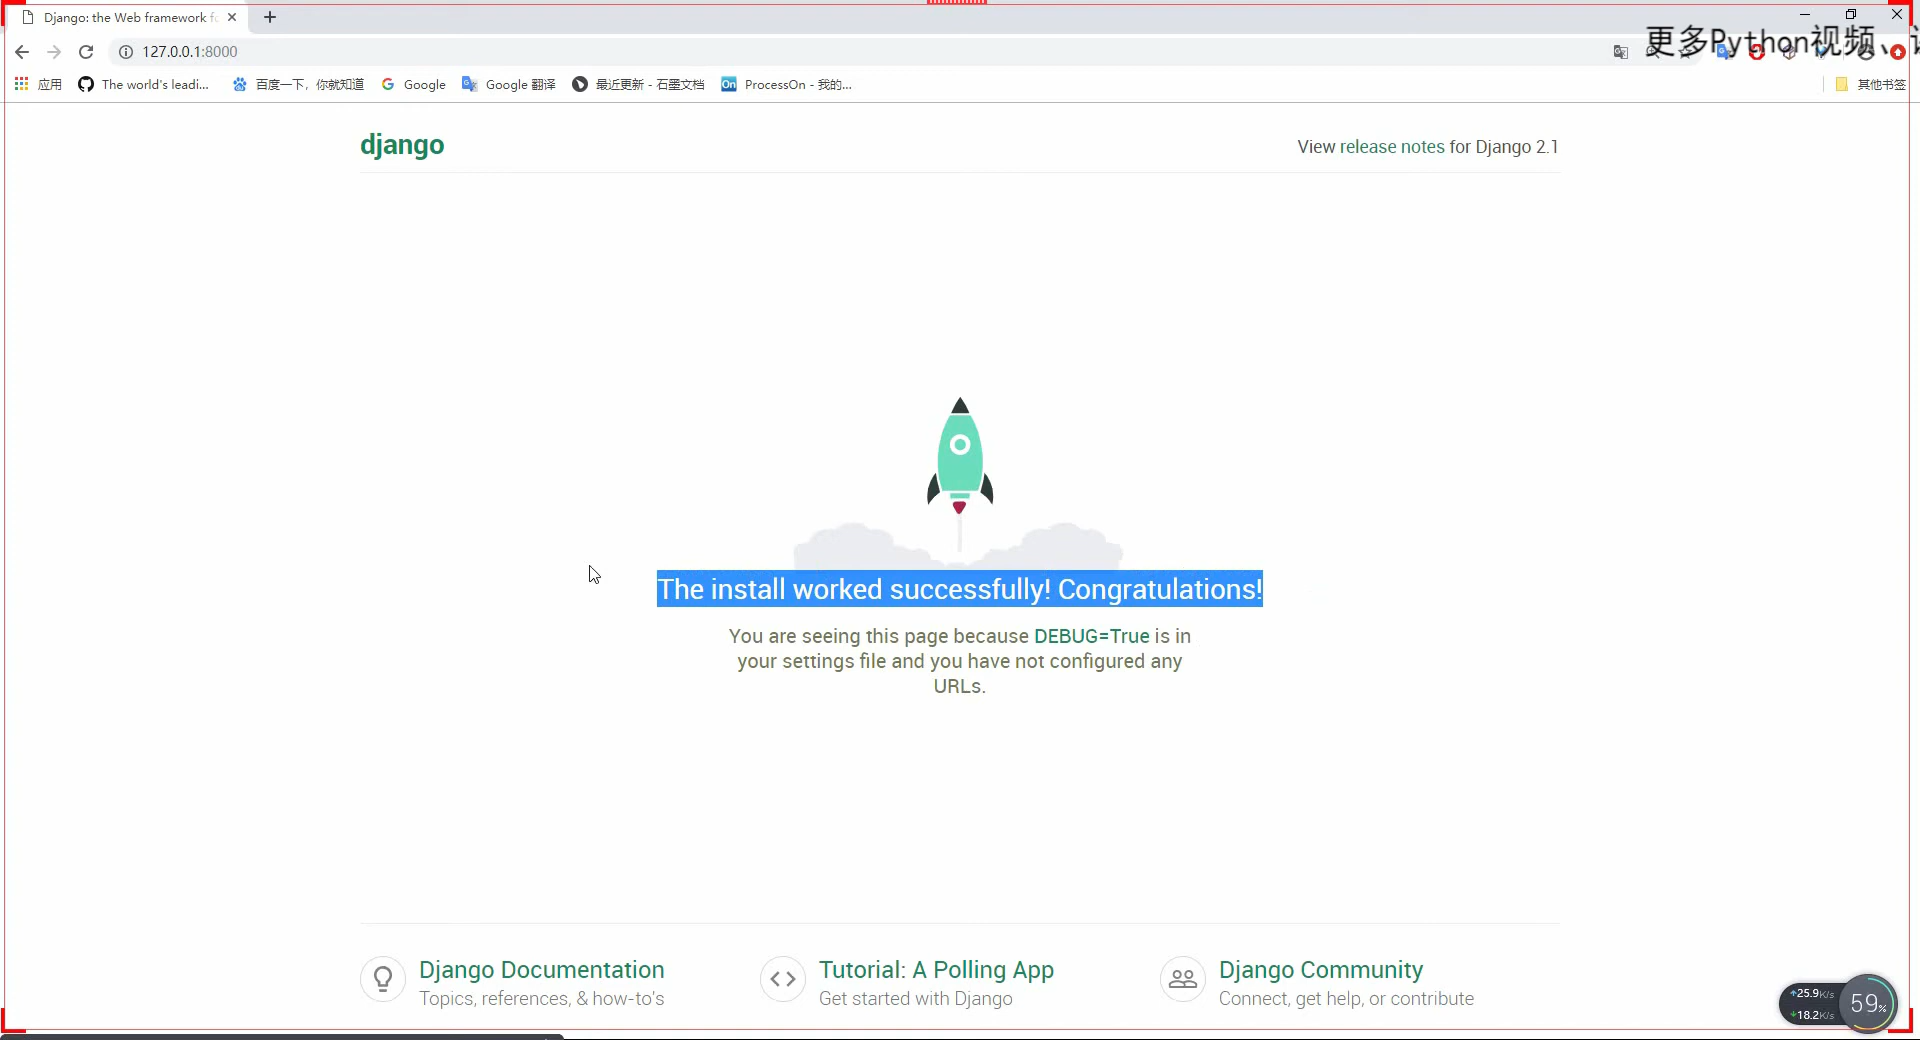 Django: the Web framework fo
更多Python视频、
127.0.0.1:8000
应用
The world's leadi...
百度一下，你就知道
Google
Google 翻译
最近更新 - 石墨文档
On
ProcessOn - 我的...
其他书签
django
View release notes for Django 2.1
The install worked successfully! Congratulations!
You are seeing this page because DEBUG=True is in
your settings file and you have not configured any
URLs.
Django Documentation
Topics, references, & how-to's
Tutorial: A Polling App
Get started with Django
Django Community
Connect, get help, or contribute
25.9K/s
18.2K/s
59%